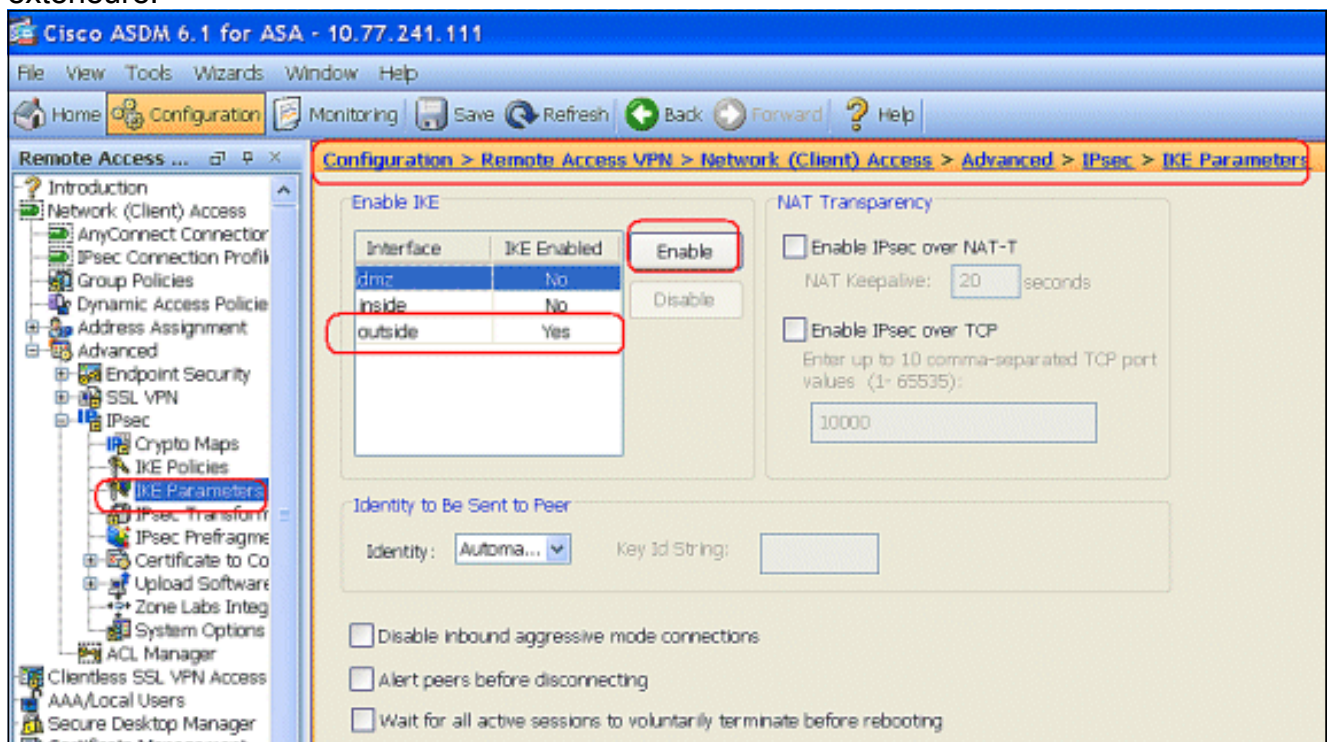 exterieure.
Cisco ASDM 6.1 for ASA - 10.77.241.111
File View Tools Wizards Window Help
Home Configuration Monitoring Save Refresh Back Forward Help
Remote Access ...
Introduction
Network (Client) Access
AnyConnect Connection
IPsec Connection Profil
Group Policies
Dynamic Access Policie
Address Assignment
Advanced
Endpoint Security
SSL VPN
IPsec
Crypto Maps
IKE Policies
IKE Parameters
IPsec Transform
IPsec Prefragme
Certificate to Co
Upload Software
Zone Labs Integ
System Options
ACL Manager
Clientless SSL VPN Access
AAA/Local Users
Secure Desktop Manager
Configuration > Remote Access VPN > Network (Client) Access > Advanced > IPsec > IKE Parameters
Enable IKE
Interface IKE Enabled
dmz No
inside No
outside Yes
Enable
Disable
NAT Transparency
Enable IPsec over NAT-T
NAT Keepalive: 20 seconds
Enable IPsec over TCP
Enter up to 10 comma-separated TCP port
values (1- 65535):
10000
Identity to Be Sent to Peer
Identity: Automa... Key Id String:
Disable inbound aggressive mode connections
Alert peers before disconnecting
Wait for all active sessions to voluntarily terminate before rebooting